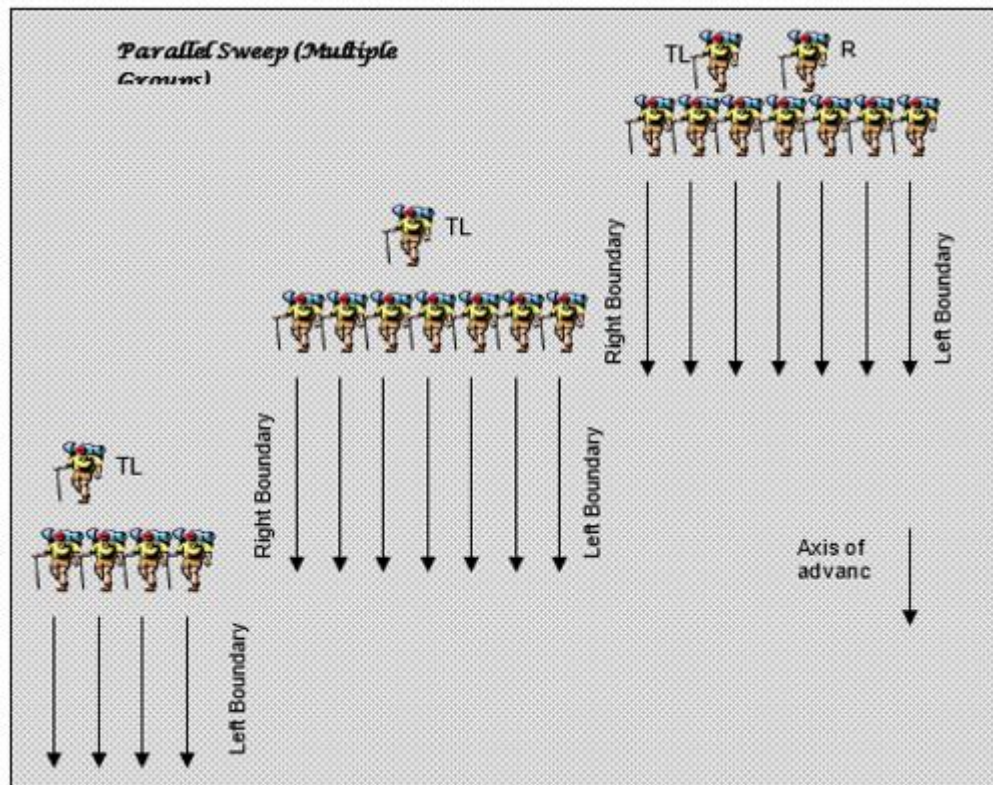 Parallel Sweep (Multiple
Groups)
TL
R
TL
Right Boundary
Left Boundary
TL
Right Boundary
Left Boundary
Axis of
advanc
Left Boundary